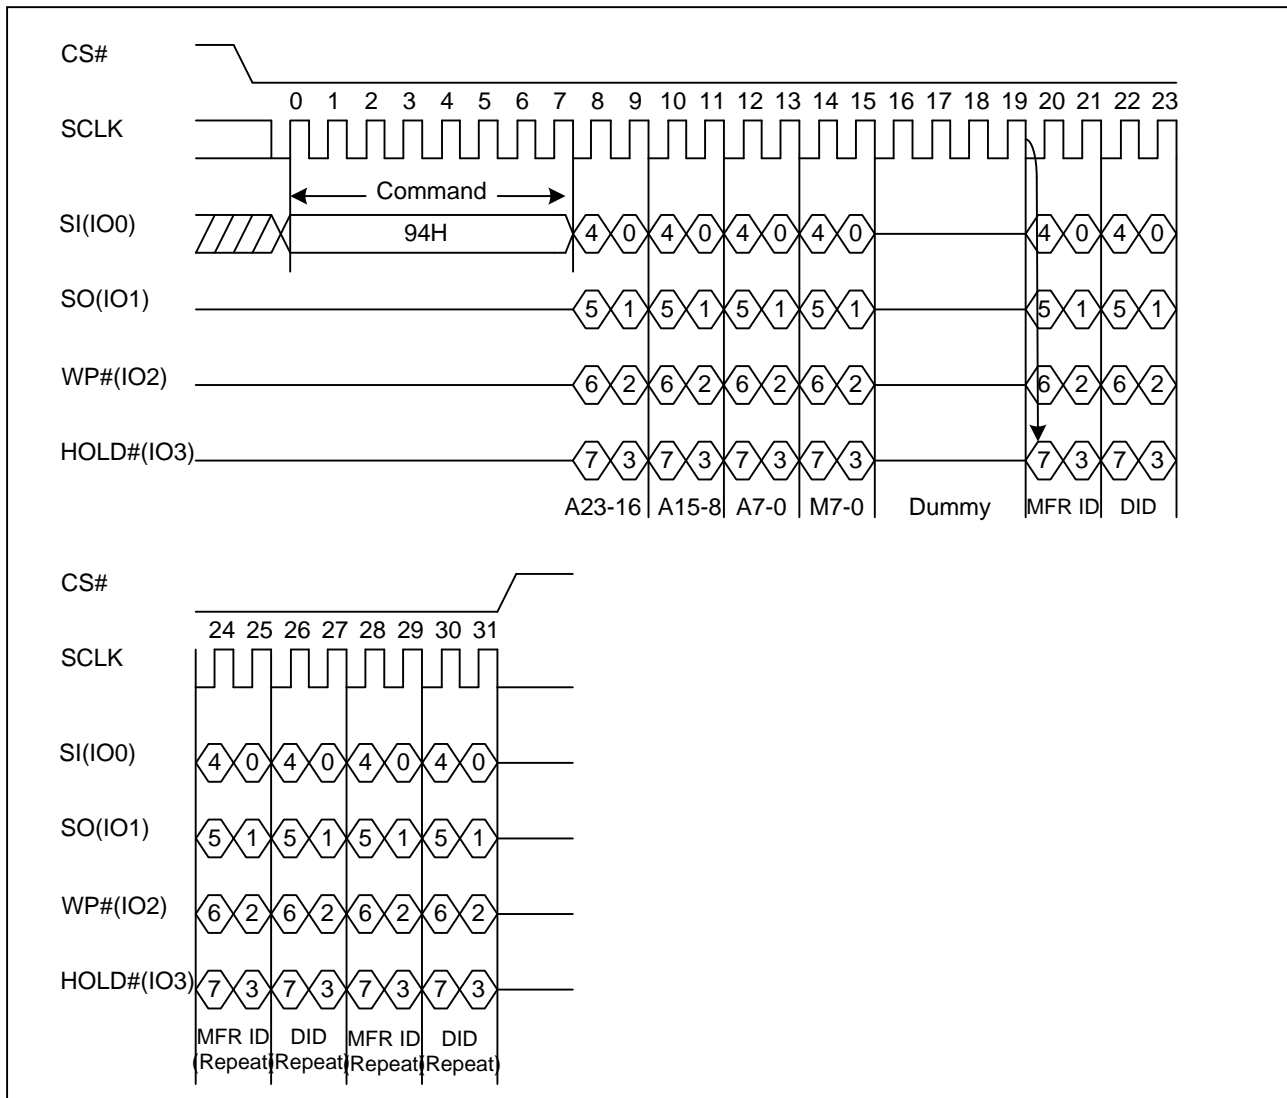 CS#
0 1 2 3 4 5 6 7 8 9 10 11 12 13 14 15 16 17 18 19 20 21 22 23
SCLK
Command
SI(IO0)
94H
4 0 4 0 4 0 4 0 4 0 4 0
SO(IO1)
5 1 5 1 5 1 5 1 5 1 5 1
WP#(IO2)
6 2 6 2 6 2 6 2 6 2 6 2
HOLD#(IO3)
7 3 7 3 7 3 7 3 7 3 7 3
A23-16 A15-8 A7-0 M7-0 Dummy MFR ID DID
CS#
24 25 26 27 28 29 30 31
SCLK
SI(IO0)
4 0 4 0 4 0 4 0
SO(IO1)
5 1 5 1 5 1 5 1
WP#(IO2)
6 2 6 2 6 2 6 2
HOLD#(IO3)
7 3 7 3 7 3 7 3
MFR ID DID MFR ID DID
(Repeat) (Repeat) (Repeat) (Repeat)